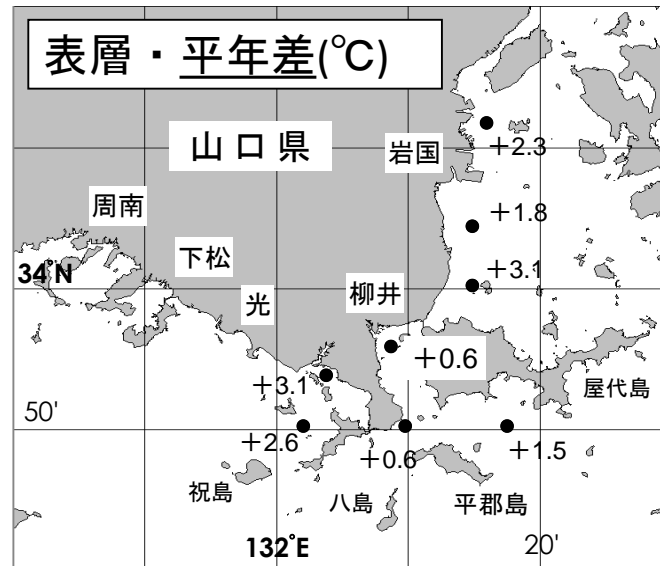 表層・平年差(℃)
山口県
岩国
+2.3
周南
+1.8
下松
34°N
+3.1
柳井
光
+0.6
+3.1
屋代島
50'
+2.6
+0.6
+1.5
祝島
八島
平郡島
132°E
20'